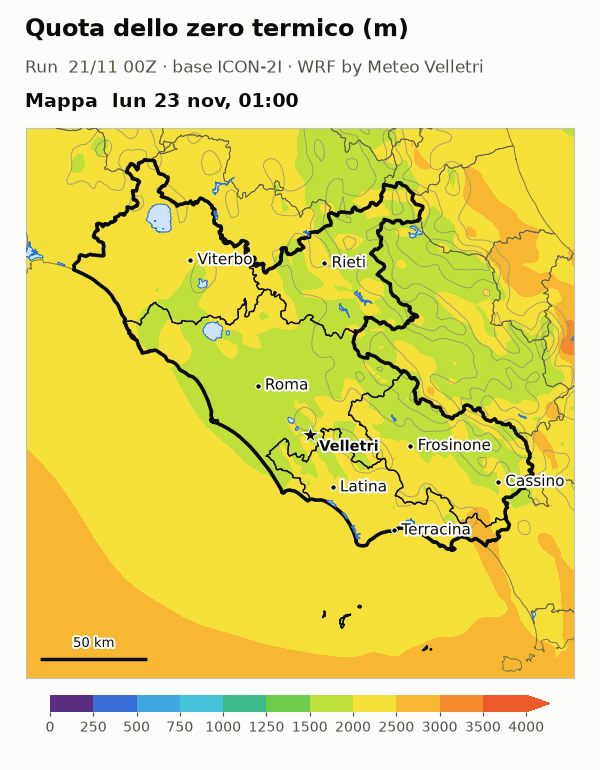 Quota dello zero termico (m)
Run 21/11 00Z · base ICON-2I · WRF by Meteo Velletri
Mappa lun 23 nov, 01:00
Viterbo
Rieti
Roma
Velletri
Frosinone
Cassino
Latina
Terracina
50 km
0 250 500 750 1000 1250 1500 2000 2500 3000 3500 4000